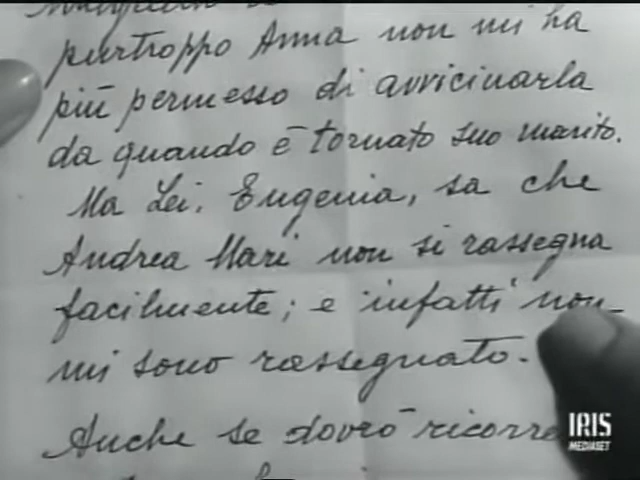 purtroppo Anna non mi ha
più permesso di avvicinarla
da quando è tornato suo marito.
Ma Lei, Eugenia, sa che
Andrea Mari non si rassegna
facilmente; e infatti non
mi sono rassegnato.
Anche se dovrò ricorre
IRIS
MEDIASET